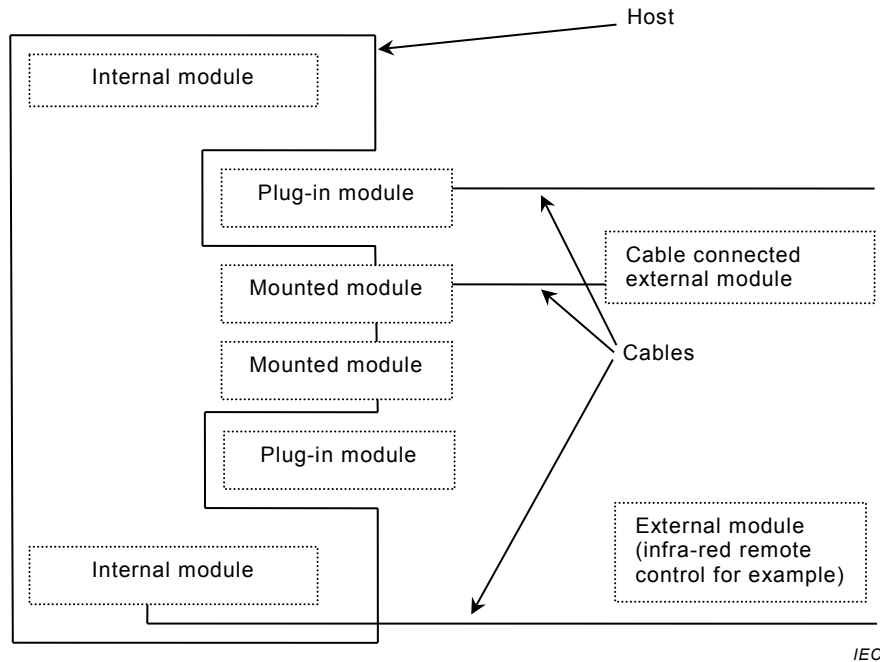 Host
Internal module
Plug-in module
Cable connected
external module
Mounted module
Cables
Mounted module
Plug-in module
External module
(infra-red remote
control for example)
Internal module
IEC